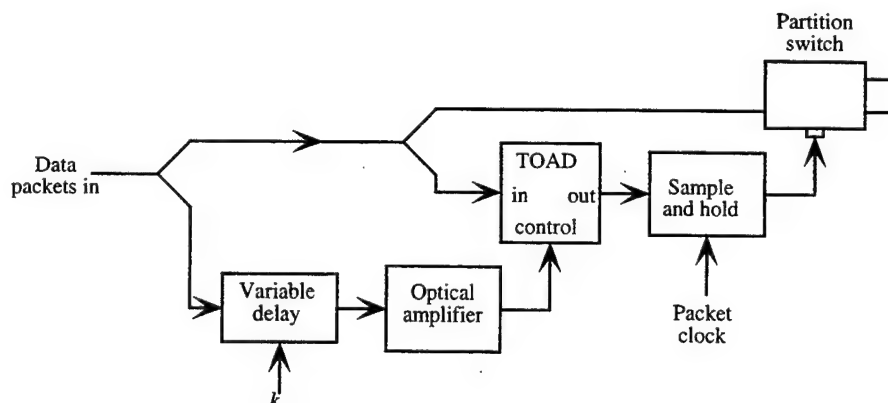 Partition
switch
Data
packets in
TOAD
in out
control
Sample
and hold
Variable
delay
Optical
amplifier
Packet
clock
k